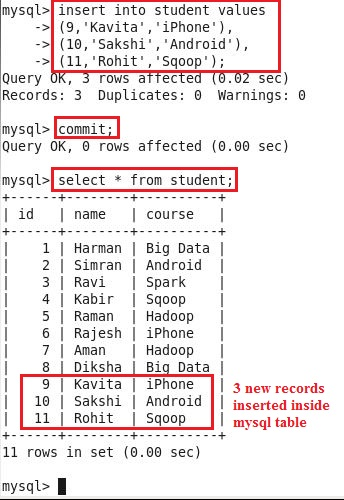 mysql> insert into student values
    -> (9,'Kavita','iPhone'),
    -> (10,'Sakshi','Android'),
    -> (11,'Rohit','Sqoop');
Query OK, 3 rows affected (0.02 sec)
Records: 3  Duplicates: 0  Warnings: 0
mysql> commit;
Query OK, 0 rows affected (0.00 sec)
mysql> select * from student;
+------+---------+----------+
| id   | name    | course   |
+------+---------+----------+
|    1 | Harman  | Big Data |
|    2 | Simran  | Android  |
|    3 | Ravi    | Spark    |
|    4 | Kabir   | Sqoop    |
|    5 | Raman   | Hadoop   |
|    6 | Rajesh  | iPhone   |
|    7 | Aman    | Hadoop   |
|    8 | Diksha  | Big Data |
|    9 | Kavita  | iPhone   |
|   10 | Sakshi  | Android  |
|   11 | Rohit   | Sqoop    |
+------+---------+----------+
3 new records
inserted inside
mysql table
11 rows in set (0.00 sec)
mysql>